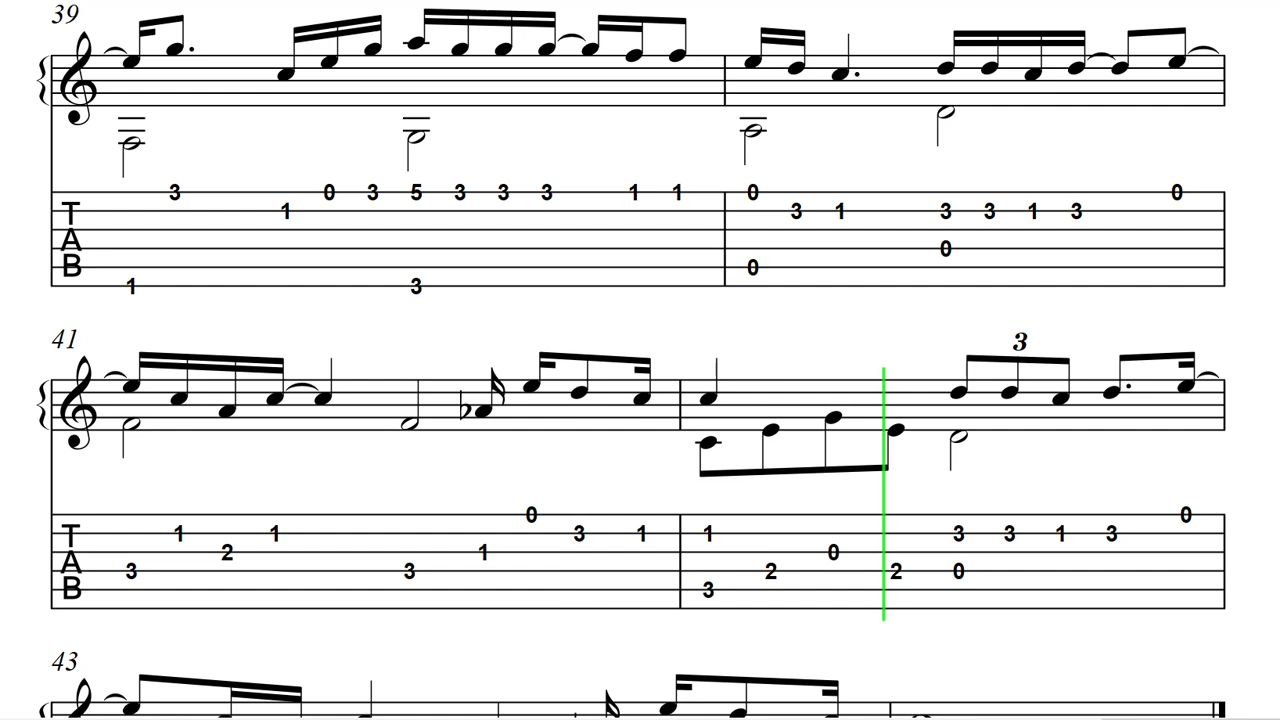 39
3 0 3 5 3 3 3 1 1 0 0
T 1 3 1 3 3 1 3
A 0
B 0
1 3
41
3
0 0
T 1 1 3 1 1 3 3 1 3
2 1 0
A 3 3 2 2 0
B 3
43